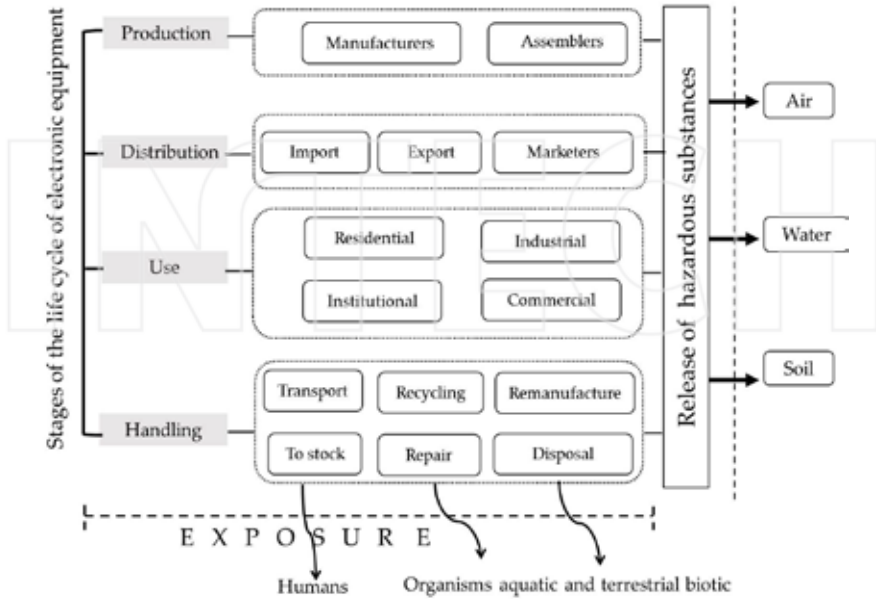 Stages of the life cycle of electronic equipment
Production
Manufacturers
Assemblers
Distribution
Import
Export
Marketers
Use
Residential
Industrial
Institutional
Commercial
Handling
Transport
Recycling
Remanufacture
To stock
Repair
Disposal
Release of hazardous substances
Air
Water
Soil
EXPOSURE
Humans
Organisms aquatic and terrestrial biotic
INTECH